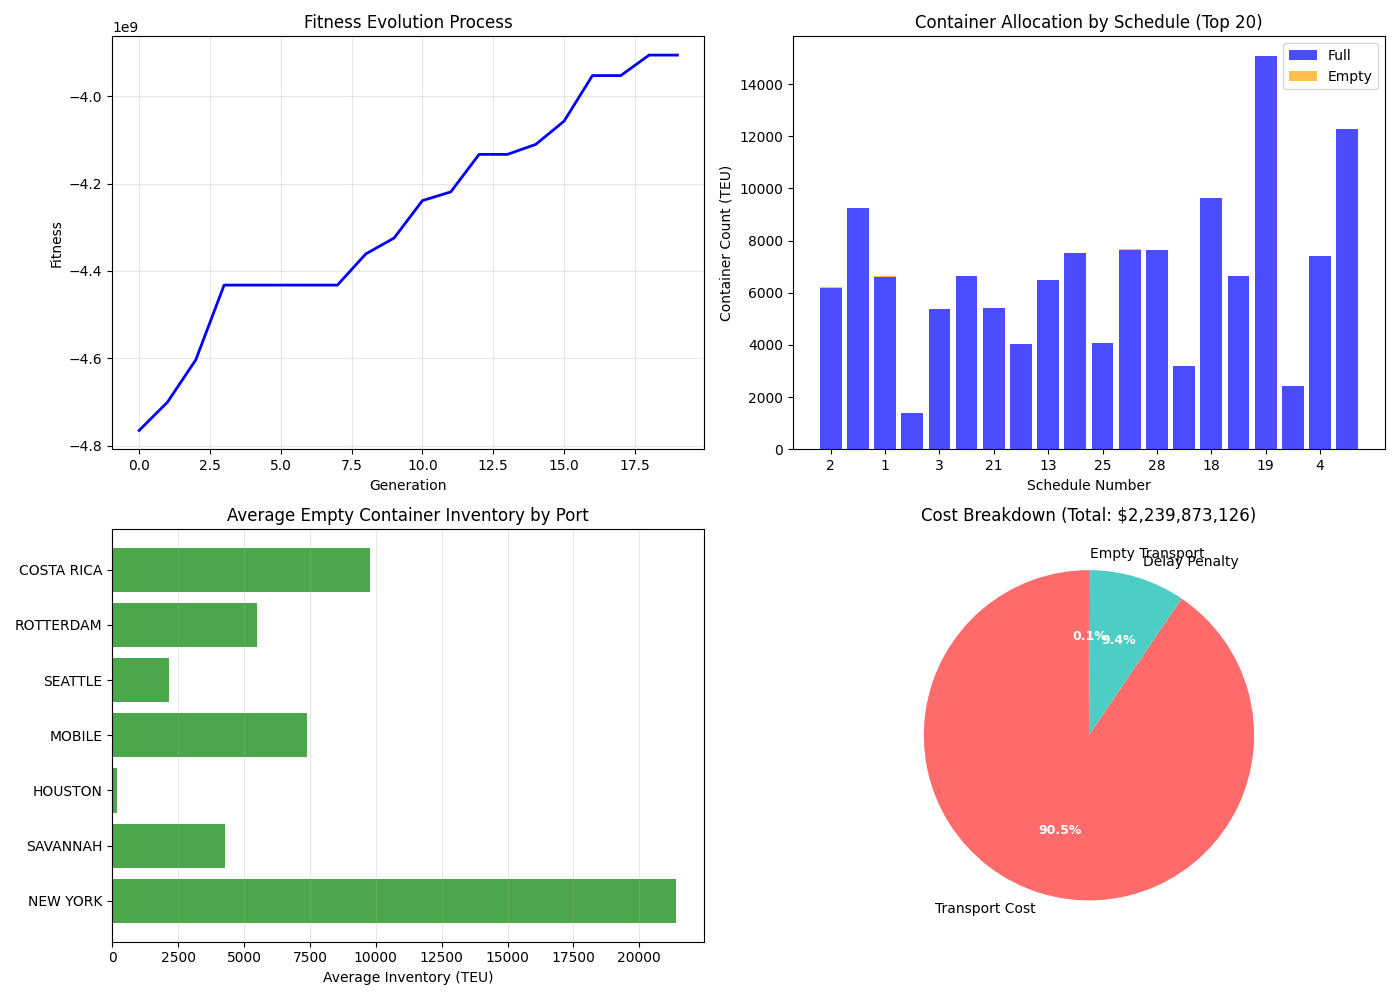 Fitness Evolution Process
1e9
Fitness
−4.0
−4.2
−4.4
−4.6
−4.8
0.0 2.5 5.0 7.5 10.0 12.5 15.0 17.5
Generation
Container Allocation by Schedule (Top 20)
Full
Empty
Container Count (TEU)
14000
12000
10000
8000
6000
4000
2000
0
2 1 3 21 13 25 28 18 19 4
Schedule Number
Average Empty Container Inventory by Port
COSTA RICA
ROTTERDAM
SEATTLE
MOBILE
HOUSTON
SAVANNAH
NEW YORK
0 2500 5000 7500 10000 12500 15000 17500 20000
Average Inventory (TEU)
Cost Breakdown (Total: $2,239,873,126)
Empty Transport
Delay Penalty
0.1%
9.4%
90.5%
Transport Cost